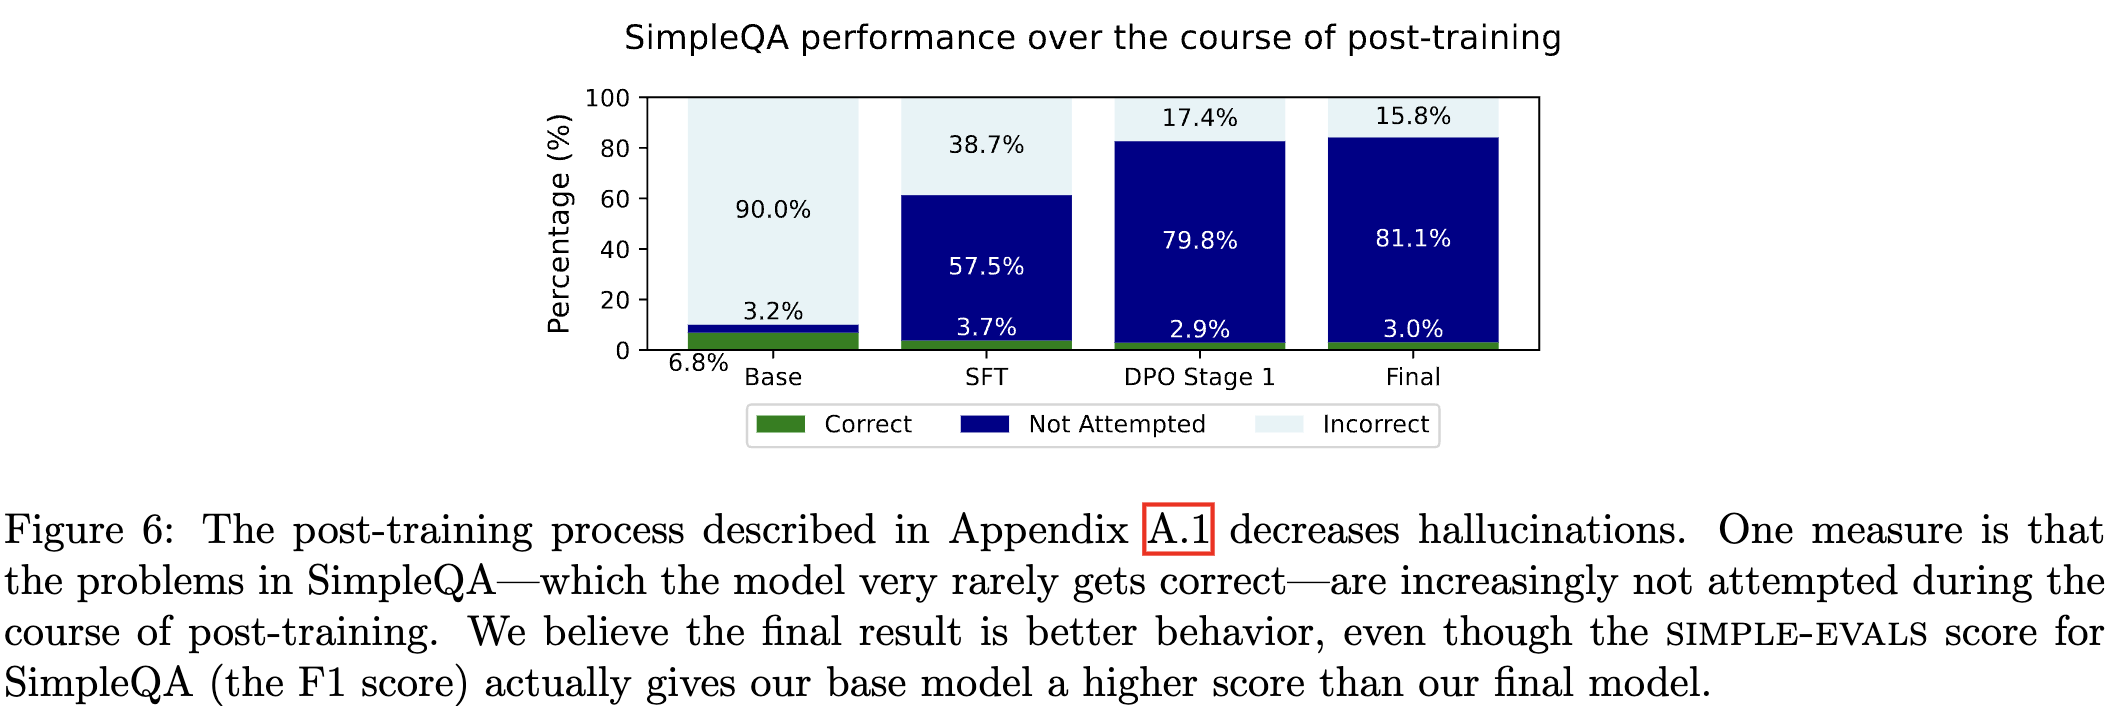 SimpleQA performance over the course of post-training
Percentage (%)
100
80
60
40
20
0
90.0%
3.2%
6.8%
38.7%
57.5%
3.7%
17.4%
79.8%
2.9%
15.8%
81.1%
3.0%
Base
SFT
DPO Stage 1
Final
Correct
Not Attempted
Incorrect
Figure 6: The post-training process described in Appendix A.1 decreases hallucinations. One measure is that
the problems in SimpleQA—which the model very rarely gets correct—are increasingly not attempted during the
course of post-training. We believe the final result is better behavior, even though the SIMPLE-EVALS score for
SimpleQA (the F1 score) actually gives our base model a higher score than our final model.